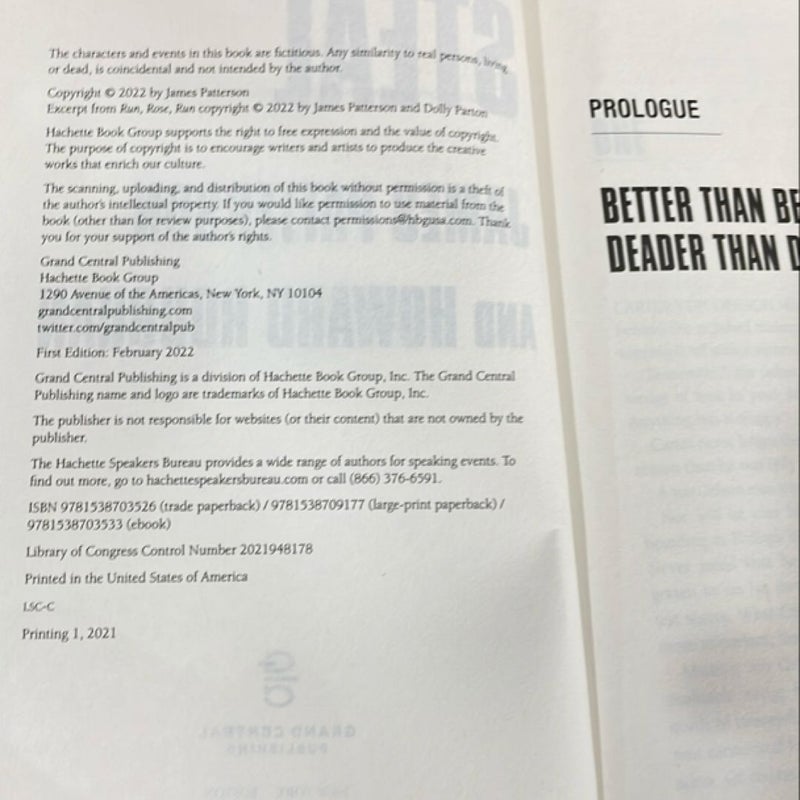 The characters and events in this book are fictitious. Any similarity to real persons, living
or dead, is coincidental and not intended by the author.
Copyright © 2022 by James Patterson
Excerpt from Run, Rose, Run copyright © 2022 by James Patterson and Dolly Parton
Hachette Book Group supports the right to free expression and the value of copyright.
The purpose of copyright is to encourage writers and artists to produce the creative
works that enrich our culture.
The scanning, uploading, and distribution of this book without permission is a theft of
the author's intellectual property. If you would like permission to use material from the
book (other than for review purposes), please contact permissions@hbgusa.com. Thank
you for your support of the author's rights.
Grand Central Publishing
Hachette Book Group
1290 Avenue of the Americas, New York, NY 10104
grandcentralpublishing.com
twitter.com/grandcentralpub
First Edition: February 2022
Grand Central Publishing is a division of Hachette Book Group, Inc. The Grand Central
Publishing name and logo are trademarks of Hachette Book Group, Inc.
The publisher is not responsible for websites (or their content) that are not owned by the
publisher.
The Hachette Speakers Bureau provides a wide range of authors for speaking events. To
find out more, go to hachettespeakersbureau.com or call (866) 376-6591.
ISBN 9781538703526 (trade paperback) / 9781538709177 (large-print paperback) /
9781538703533 (ebook)
Library of Congress Control Number 2021948178
Printed in the United States of America
LSC-C
Printing 1, 2021
STEAL
AND HOWARD
GRAND CENTRAL
PUBLISHING
PROLOGUE
BETTER THAN BE
DEADER THAN D